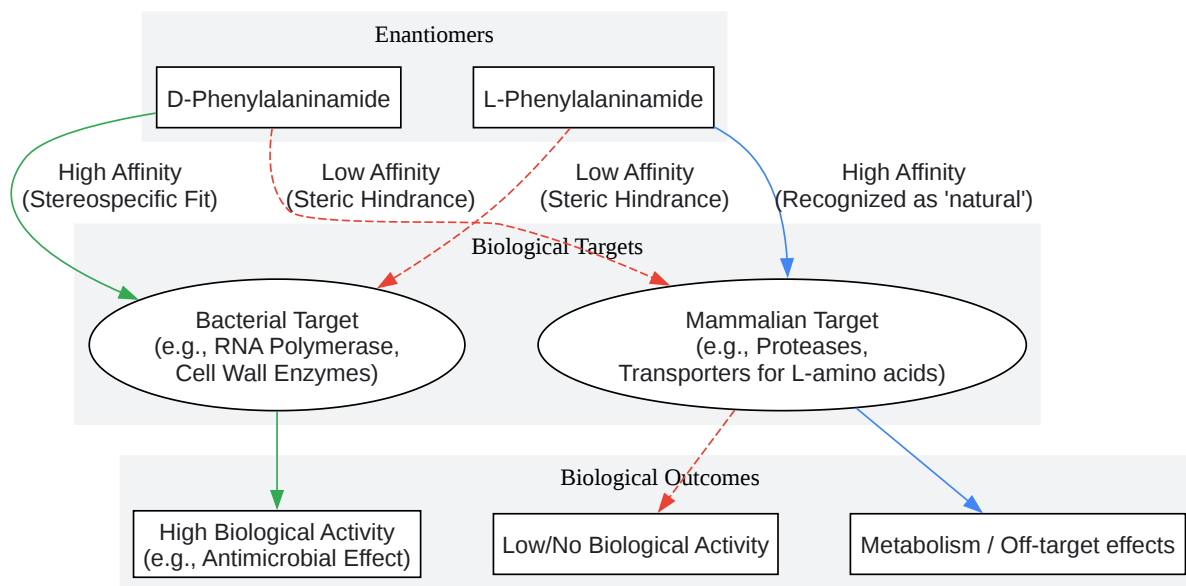 Enantiomers
D-Phenylalaninamide
L-Phenylalaninamide
High Affinity
(Stereospecific Fit)
Low Affinity
(Steric Hindrance)
Low Affinity
(Steric Hindrance)
High Affinity
(Recognized as 'natural')
Biological Targets
Bacterial Target
(e.g., RNA Polymerase,
Cell Wall Enzymes)
Mammalian Target
(e.g., Proteases,
Transporters for L-amino acids)
Biological Outcomes
High Biological Activity
(e.g., Antimicrobial Effect)
Low/No Biological Activity
Metabolism / Off-target effects